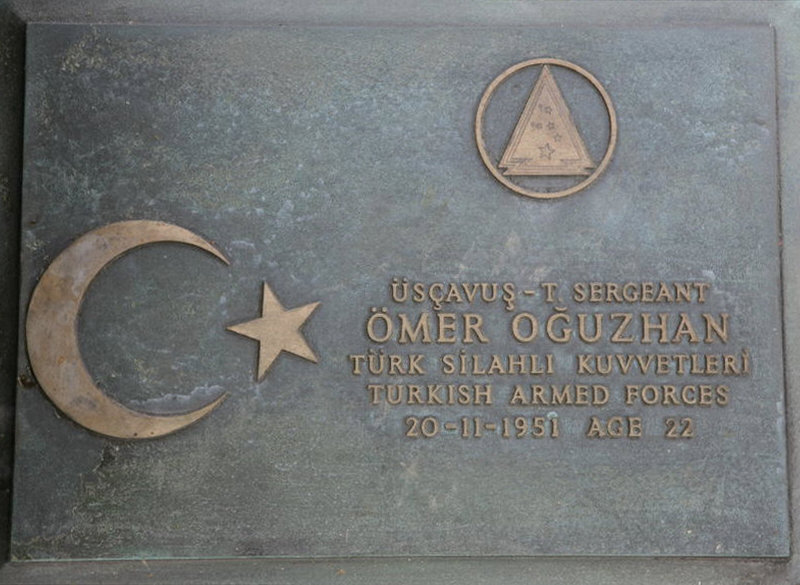 ÜSÇAVUŞ-T. SERGEANT
ÖMER OĞUZHAN
TÜRK SİLAHLI KUVVETLERİ
TURKISH ARMED FORCES
20-11-1951 AGE 22